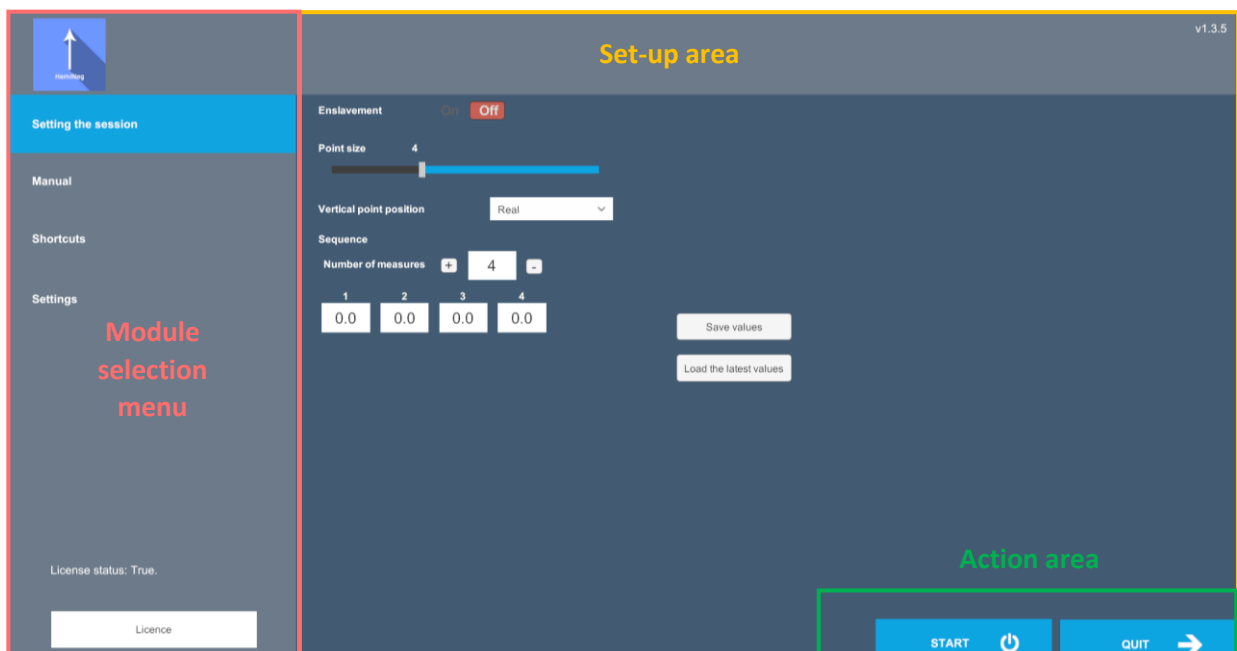 HemiNeg
Setting the session
Manual
Shortcuts
Settings
Module
selection
menu
License status: True.
Licence
Set-up area
v1.3.5
Enslavement On Off
Point size 4
Vertical point position Real
Sequence
Number of measures + 4 -
1 2 3 4
0.0 0.0 0.0 0.0
Save values
Load the latest values
Action area
START QUIT